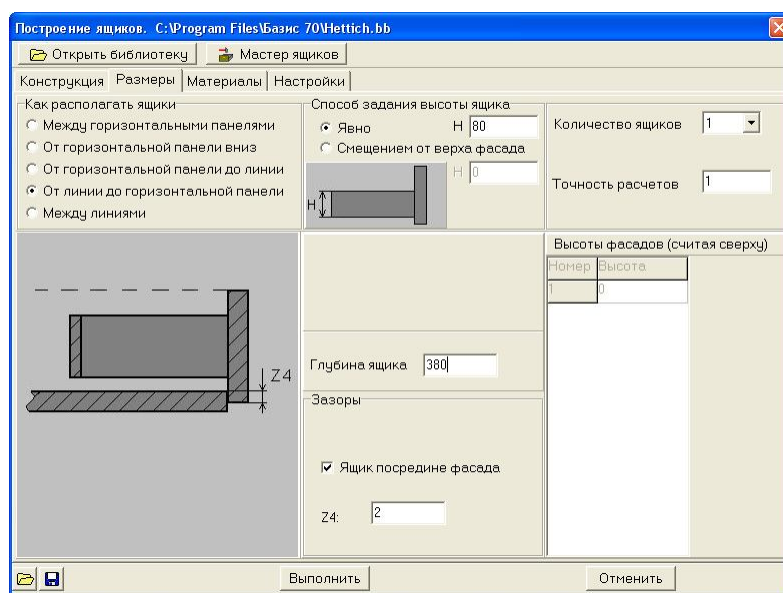 Построение ящиков. C:\Program Files\Базис 70\Hettich.bb
Открыть библиотеку
Мастер ящиков
Конструкция
Размеры
Материалы
Настройки
Как располагать ящики
Между горизонтальными панелями
От горизонтальной панели вниз
От горизонтальной панели до линии
От линии до горизонтальной панели
Между линиями
Способ задания высоты ящика
Явно H 80
Смещением от верха фасада
H 0
H
Количество ящиков 1
Точность расчетов 1
Z4
Глубина ящика 380
Зазоры
Ящик посредине фасада
Z4: 2
Высоты фасадов (считая сверху)
Номер Высота
1 0
Выполнить
Отменить